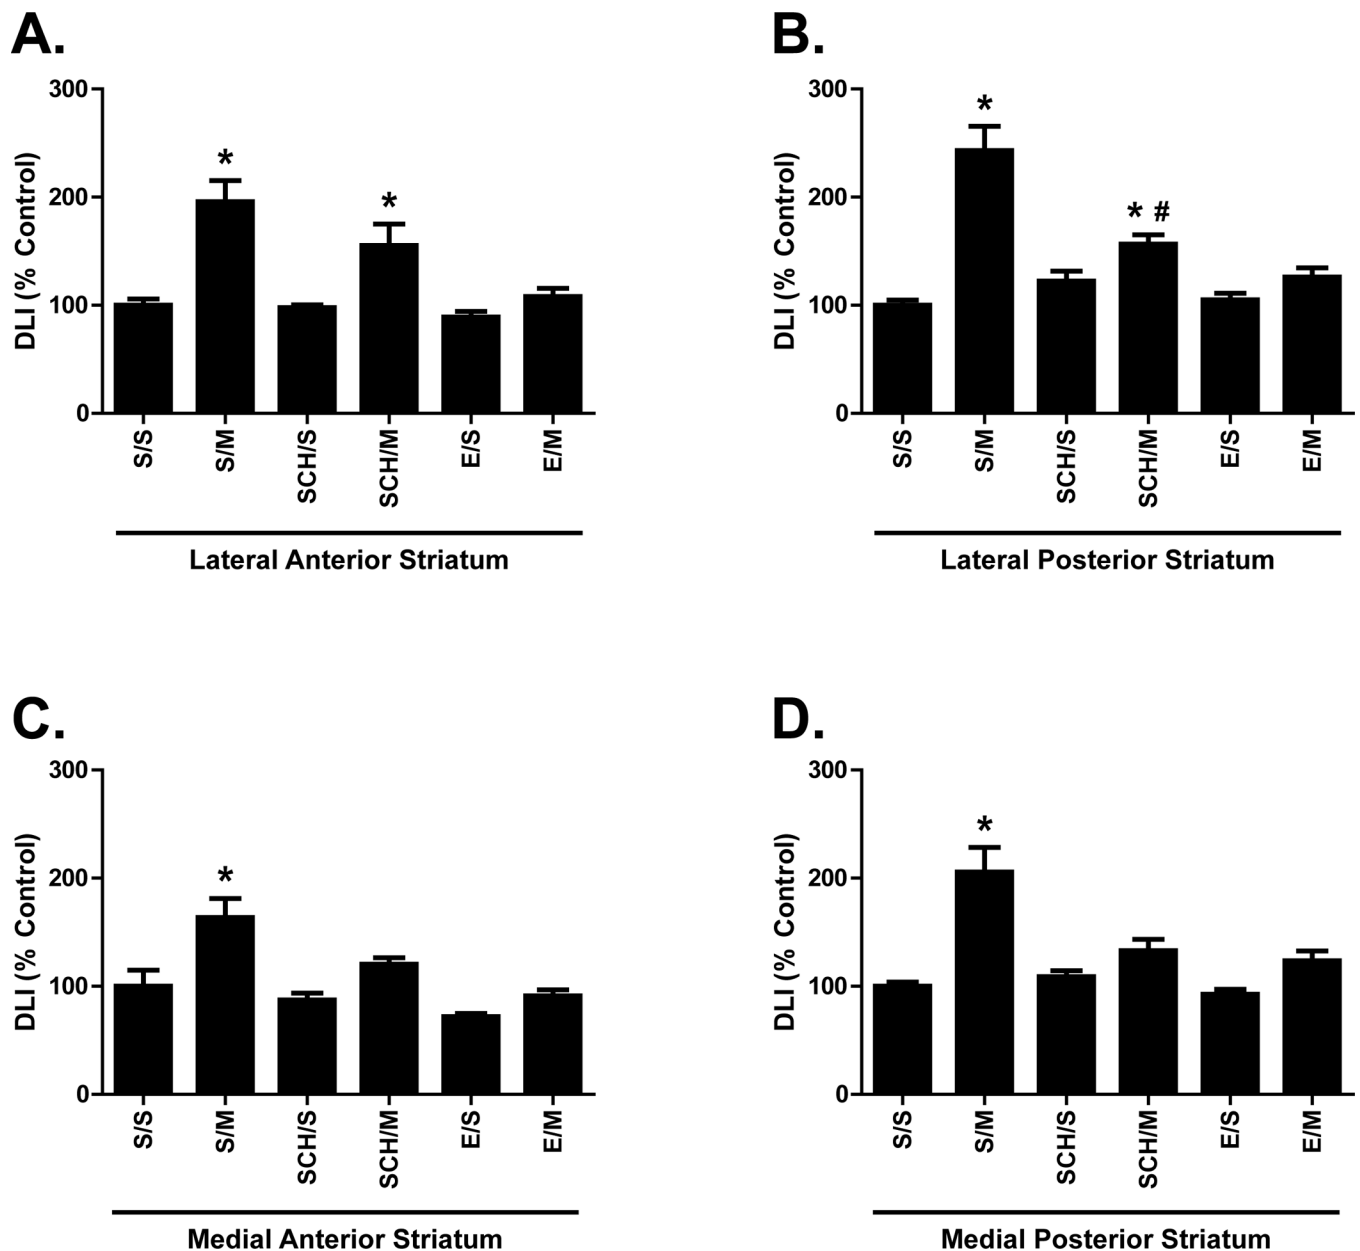 A.
300
200
100
0
DLI (% Control)
*
*
S/S
S/M
SCH/S
SCH/M
E/S
E/M
Lateral Anterior Striatum
B.
300
200
100
0
DLI (% Control)
*
* #
S/S
S/M
SCH/S
SCH/M
E/S
E/M
Lateral Posterior Striatum
C.
300
200
100
0
DLI (% Control)
*
S/S
S/M
SCH/S
SCH/M
E/S
E/M
Medial Anterior Striatum
D.
300
200
100
0
DLI (% Control)
*
S/S
S/M
SCH/S
SCH/M
E/S
E/M
Medial Posterior Striatum